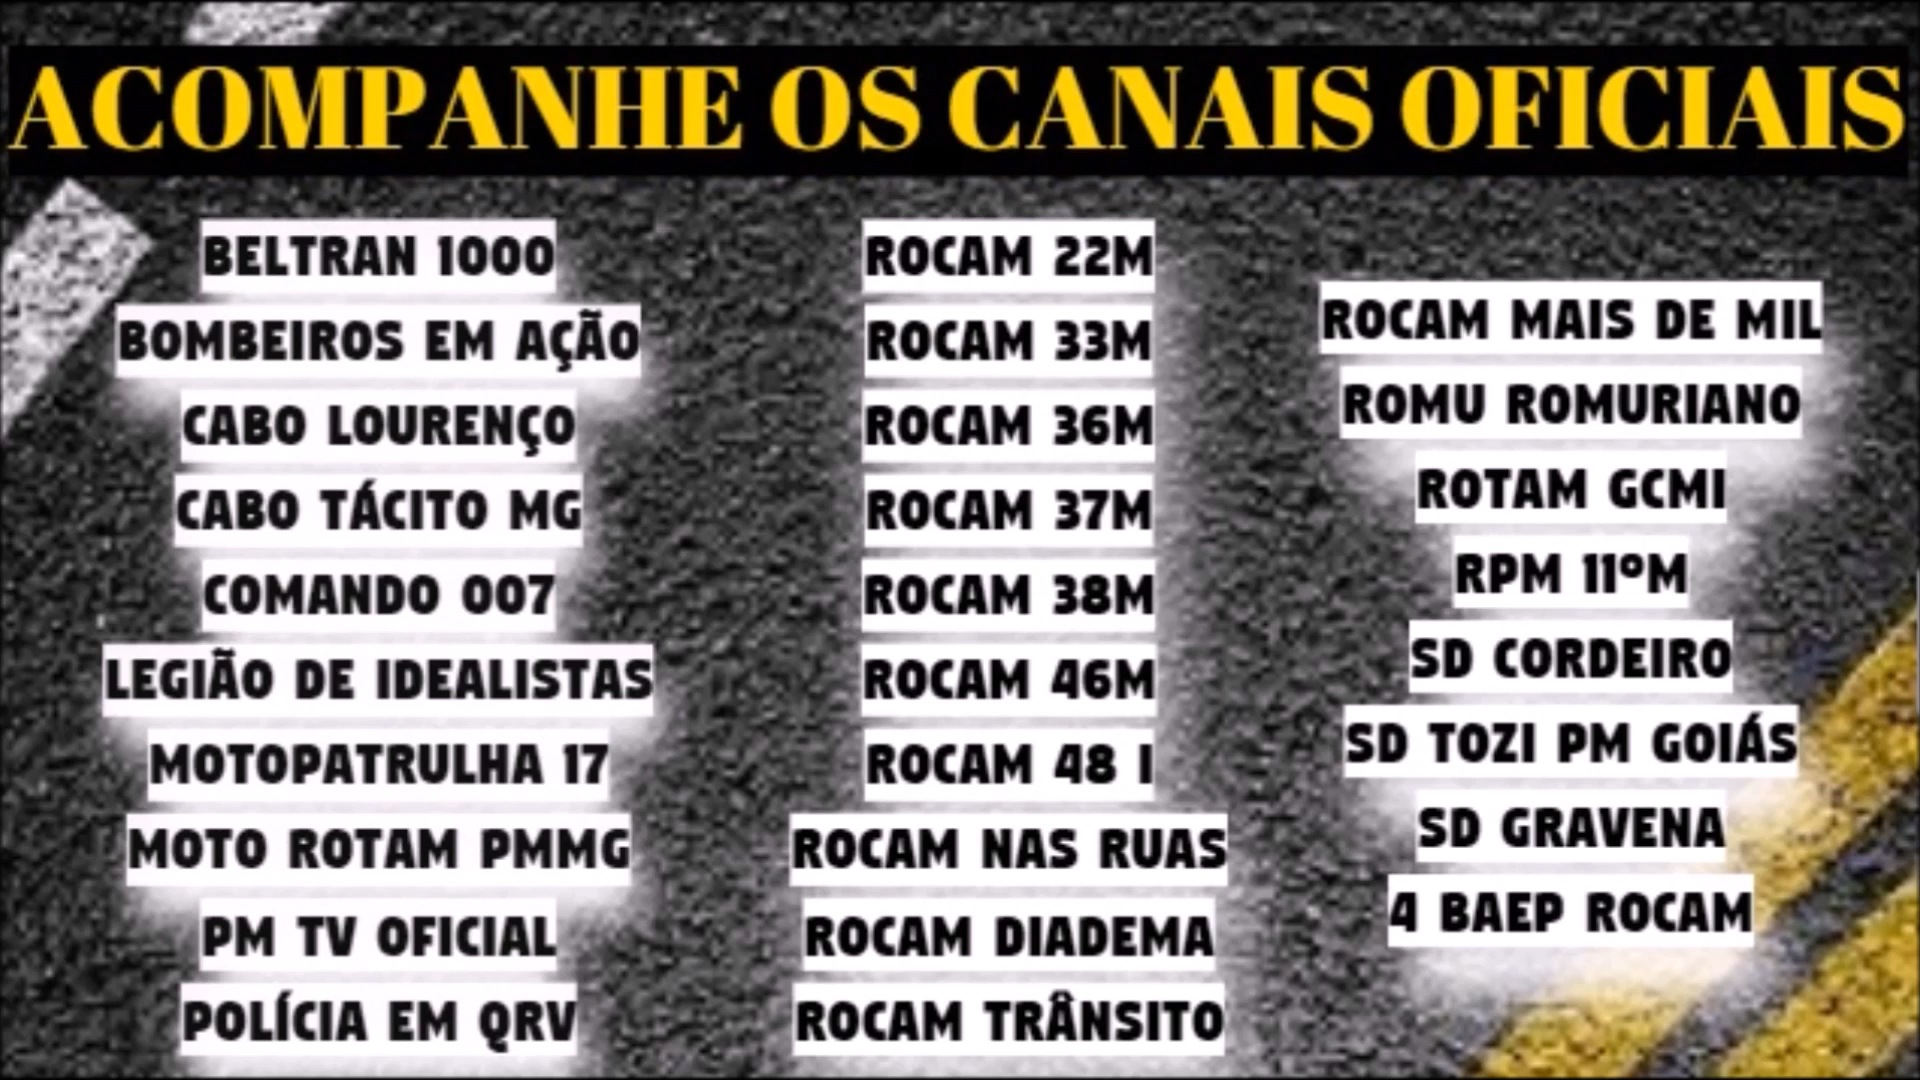 ACOMPANHE OS CANAIS OFICIAIS
BELTRAN 1000
BOMBEIROS EM AÇÃO
CABO LOURENÇO
CABO TÁCITO MG
COMANDO 007
LEGIÃO DE IDEALISTAS
MOTOPATRULHA 17
MOTO ROTAM PMMG
PM TV OFICIAL
POLÍCIA EM QRV
ROCAM 22M
ROCAM 33M
ROCAM 36M
ROCAM 37M
ROCAM 38M
ROCAM 46M
ROCAM 48 I
ROCAM NAS RUAS
ROCAM DIADEMA
ROCAM TRÂNSITO
ROCAM MAIS DE MIL
ROMU ROMURIANO
ROTAM GCMI
RPM 11ºM
SD CORDEIRO
SD TOZI PM GOIÁS
SD GRAVENA
4 BAEP ROCAM